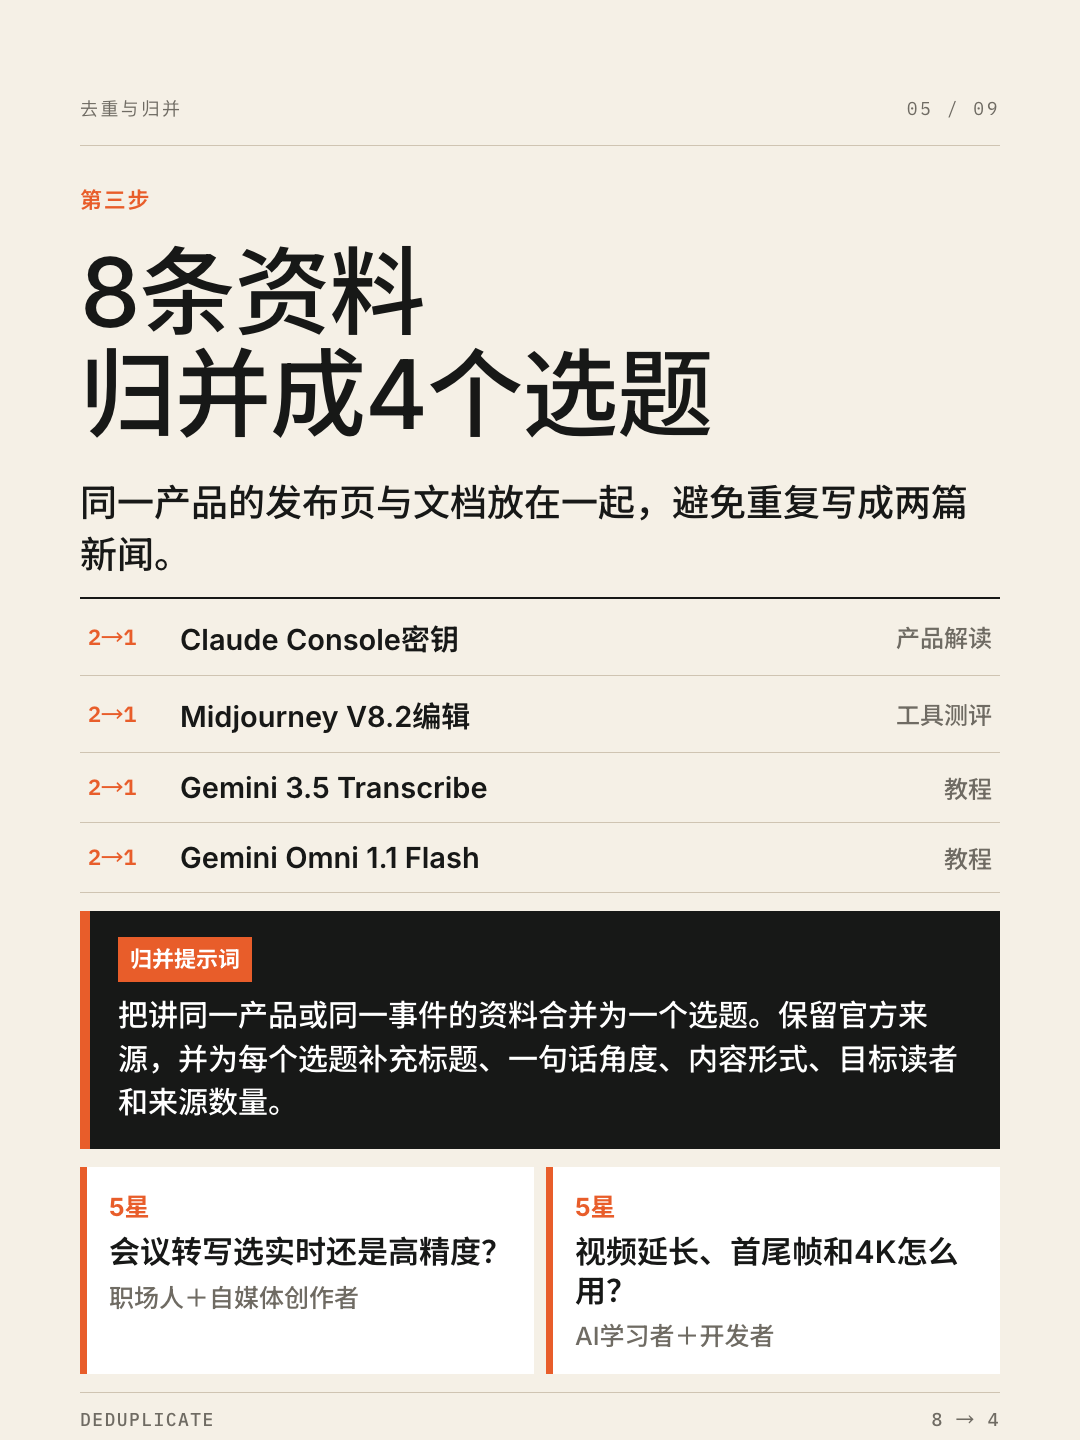 去重与归并
05 / 09
第三步
8条资料
归并成4个选题
同一产品的发布页与文档放在一起，避免重复写成两篇
新闻。
2→1 Claude Console密钥 产品解读
2→1 Midjourney V8.2编辑 工具测评
2→1 Gemini 3.5 Transcribe 教程
2→1 Gemini Omni 1.1 Flash 教程
归并提示词
把讲同一产品或同一事件的资料合并为一个选题。保留官方来
源，并为每个选题补充标题、一句话角度、内容形式、目标读者
和来源数量。
5星
会议转写选实时还是高精度？
职场人＋自媒体创作者
5星
视频延长、首尾帧和4K怎么
用？
AI学习者＋开发者
DEDUPLICATE
8 → 4